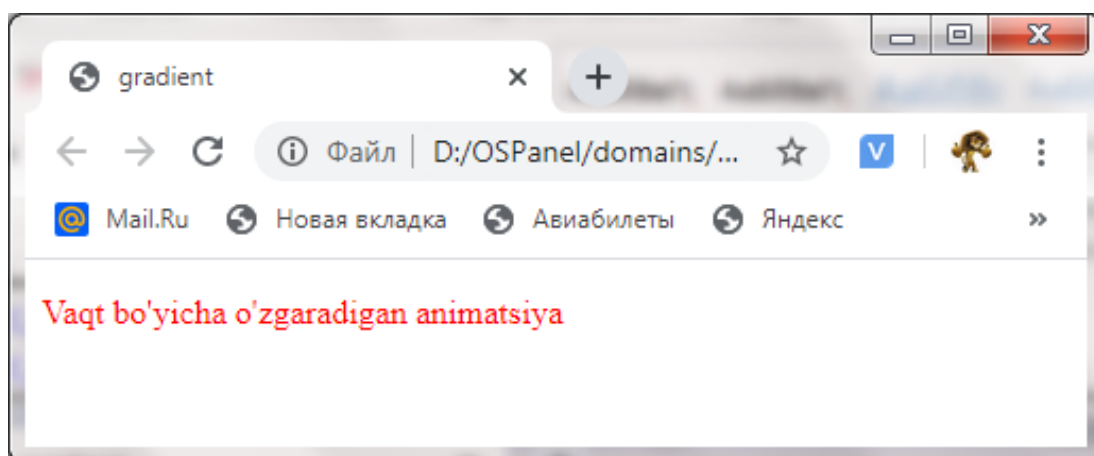 gradient
Файл D:/OSPanel/domains/...
Mail.Ru Новая вкладка Авиабилеты Яндекс »
Vaqt bo'yicha o'zgaradigan animatsiya